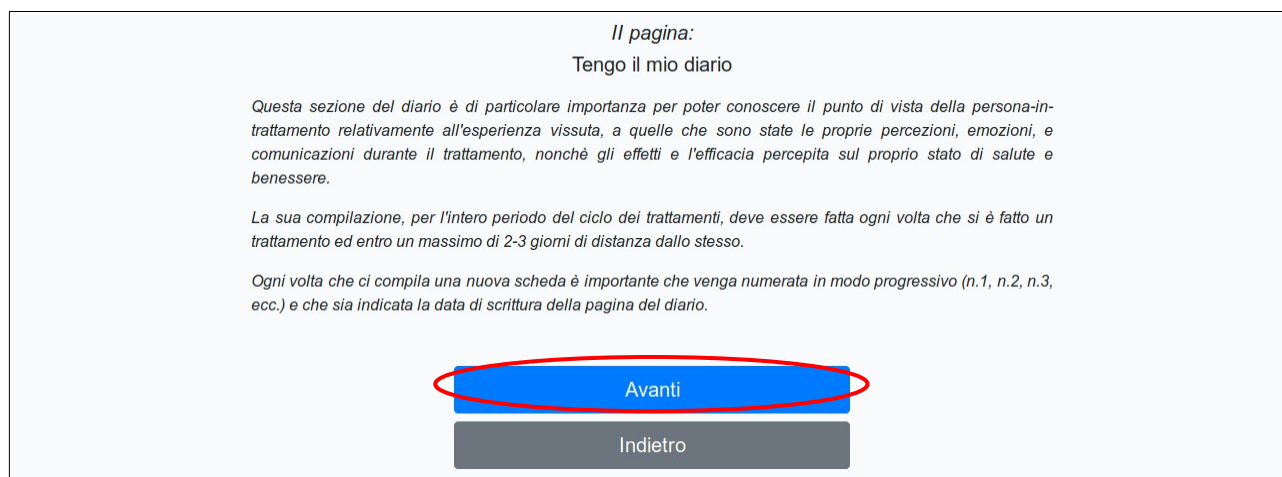 II pagina:
Tengo il mio diario
Questa sezione del diario è di particolare importanza per poter conoscere il punto di vista della persona-in-
trattamento relativamente all'esperienza vissuta, a quelle che sono state le proprie percezioni, emozioni, e
comunicazioni durante il trattamento, nonchè gli effetti e l'efficacia percepita sul proprio stato di salute e
benessere.
La sua compilazione, per l'intero periodo del ciclo dei trattamenti, deve essere fatta ogni volta che si è fatto un
trattamento ed entro un massimo di 2-3 giorni di distanza dallo stesso.
Ogni volta che ci compila una nuova scheda è importante che venga numerata in modo progressivo (n.1, n.2, n.3,
ecc.) e che sia indicata la data di scrittura della pagina del diario.
Avanti
Indietro